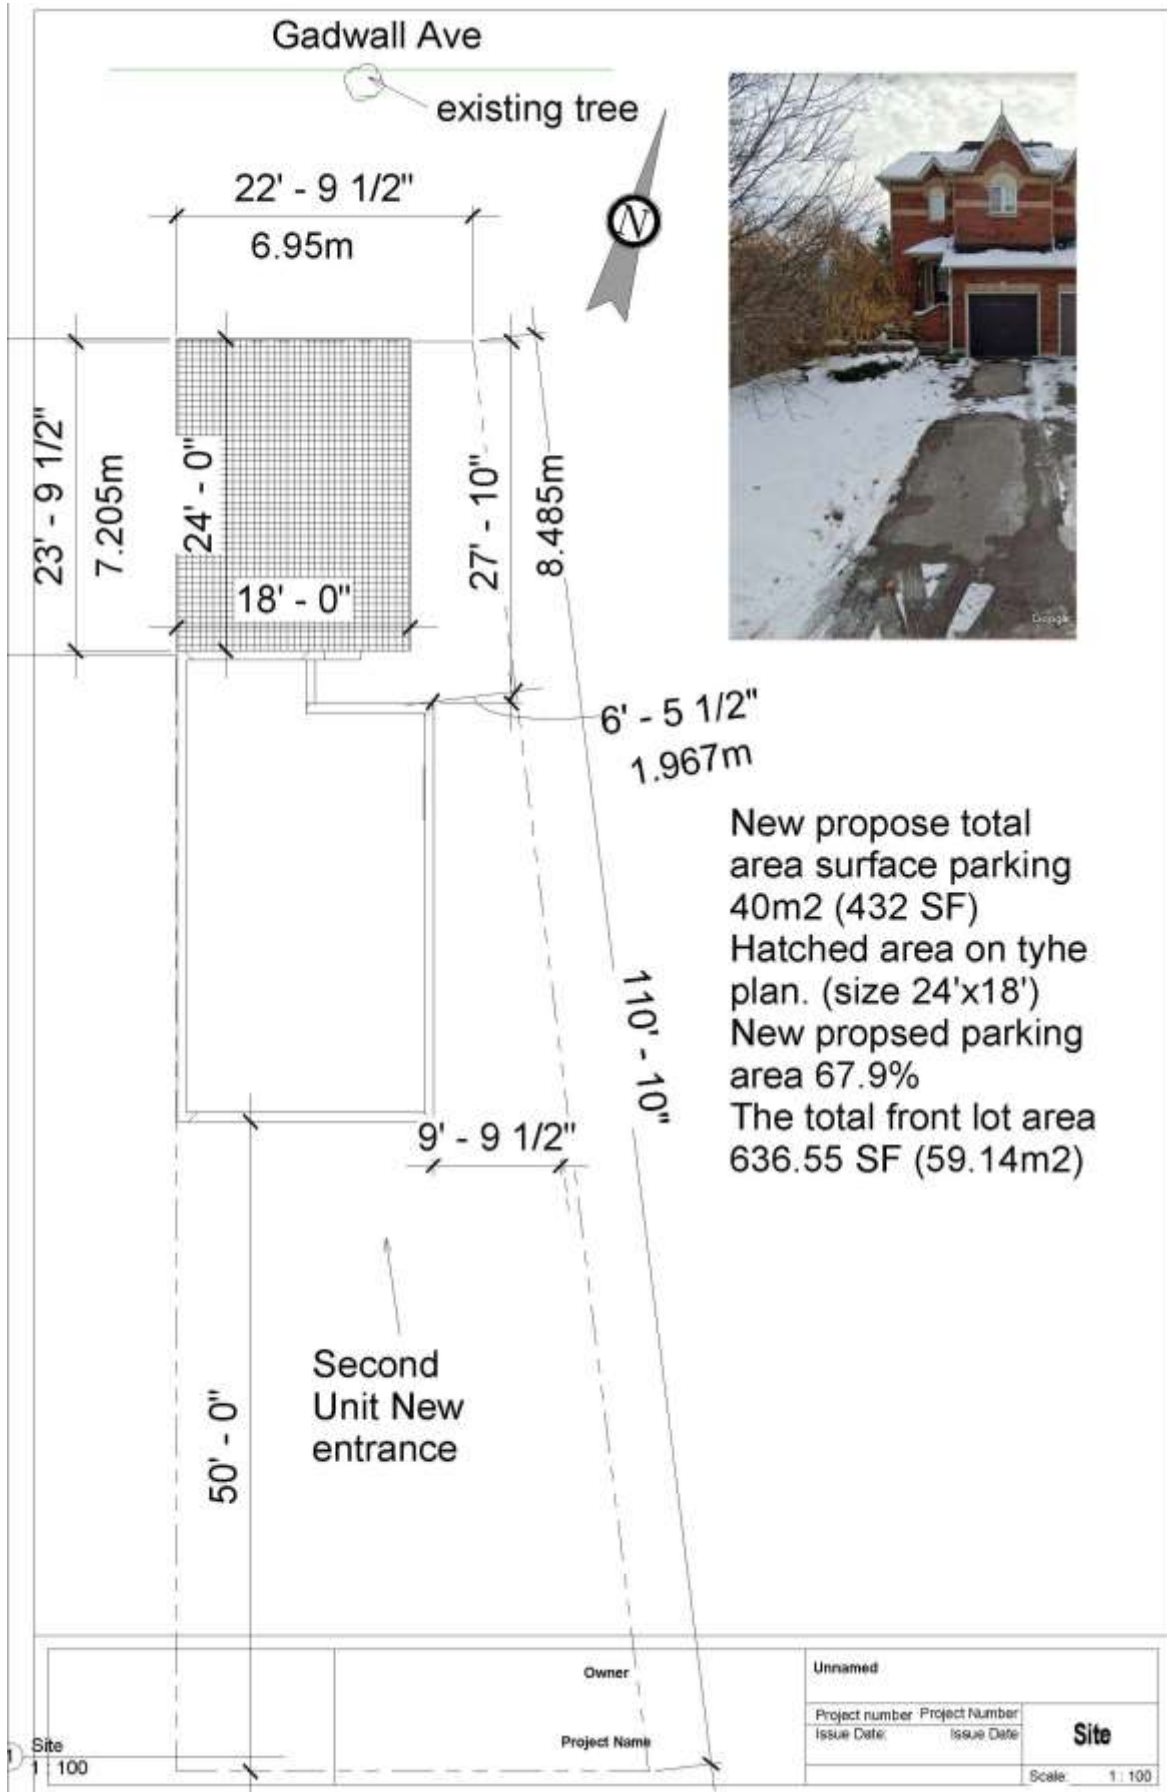 Gadwall Ave
existing tree
22' - 9 1/2"
6.95m
N
23' - 9 1/2"
7.205m
24' - 0"
18' - 0"
27' - 10"
8.485m
Google
6' - 5 1/2"
1.967m
New propose total
area surface parking
40m2 (432 SF)
Hatched area on tyhe
plan. (size 24'x18')
New propsed parking
area 67.9%
The total front lot area
636.55 SF (59.14m2)
110' - 10"
9' - 9 1/2"
Second
Unit New
entrance
50' - 0"
Owner
Project Name
Unnamed
Project number Project Number
Issue Date: Issue Date
Site
Scale: 1 : 100
1
Site
1 : 100